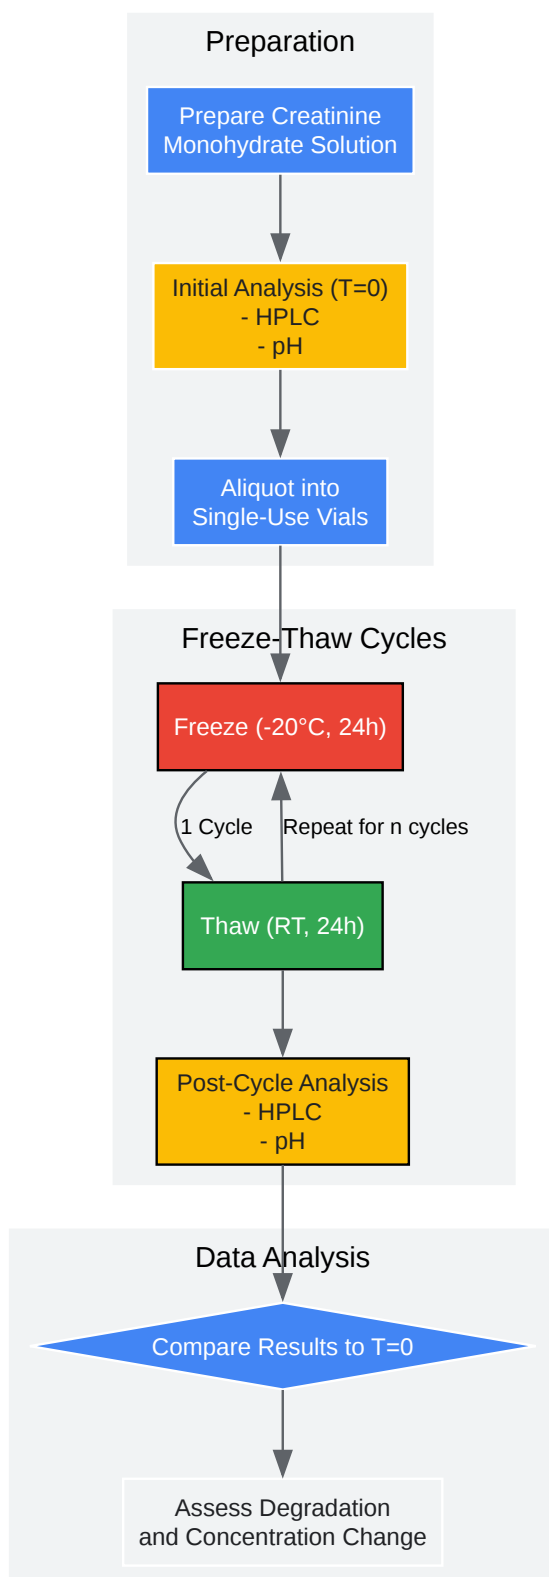 Preparation
Prepare Creatinine
Monohydrate Solution
Initial Analysis (T=0)
- HPLC
- pH
Aliquot into
Single-Use Vials
Freeze-Thaw Cycles
Freeze (-20°C, 24h)
1 Cycle
Repeat for n cycles
Thaw (RT, 24h)
Post-Cycle Analysis
- HPLC
- pH
Data Analysis
Compare Results to T=0
Assess Degradation
and Concentration Change